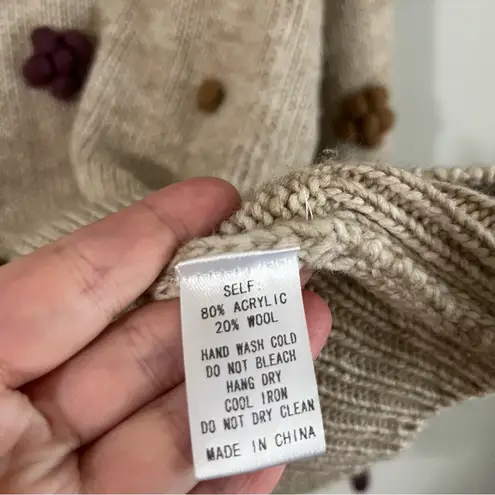 SELF:
80% ACRYLIC
20% WOOL
HAND WASH COLD
DO NOT BLEACH
HANG DRY
COOL IRON
DO NOT DRY CLEAN
MADE IN CHINA